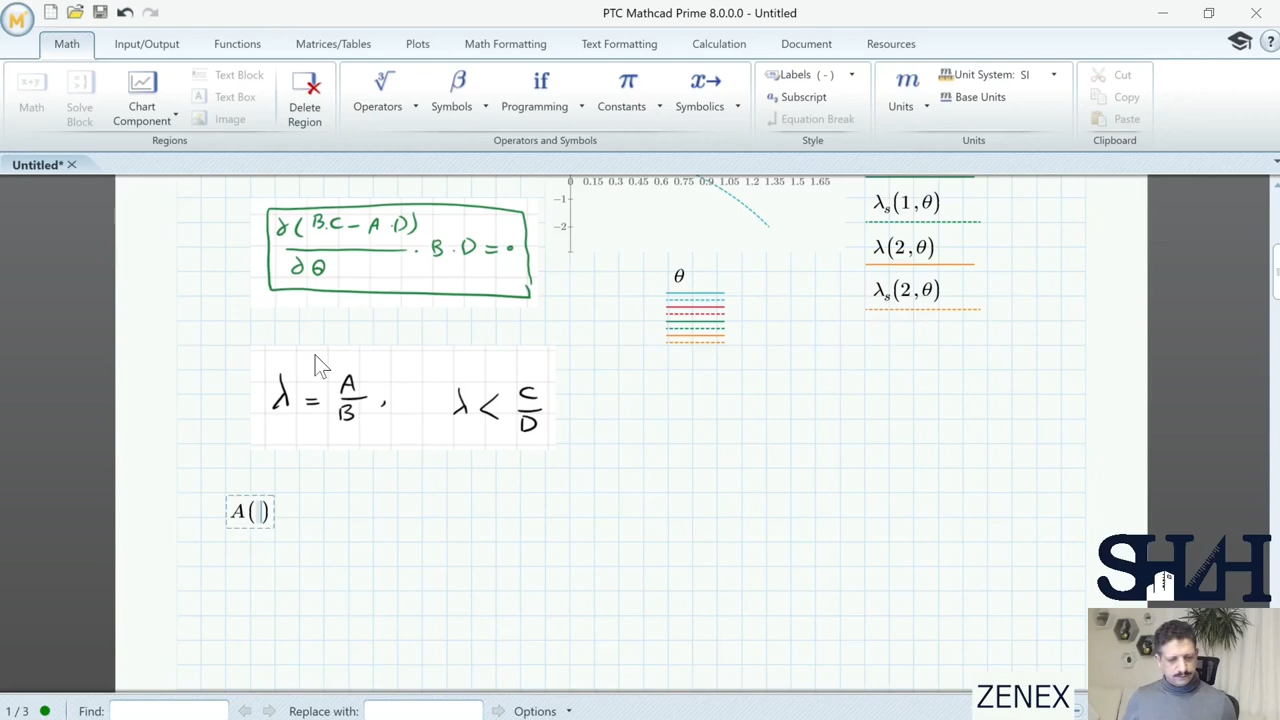 PTC Mathcad Prime 8.0.0.0 - Untitled
Math Input/Output Functions Matrices/Tables Plots Math Formatting Text Formatting Calculation Document Resources
Math Solve Block Chart Component Text Block Text Box Image Delete Region
Regions
Operators Symbols Programming Constants Symbolics
Operators and Symbols
Labels ( - ) Subscript Equation Break
Style
Units Unit System: SI Base Units
Units
Cut Copy Paste
Clipboard
Untitled*
0 0.15 0.3 0.45 0.6 0.75 0.9 1.05 1.2 1.35 1.5 1.65
-1
-2
θ
λs(1,θ)
λ(2,θ)
λs(2,θ)
∂(B.C - A.D)
∂θ
. B.D = 0
λ = A/B , λ < C/D
A( )
SHAH
ZENEX
1 / 3 Find: Replace with: Options